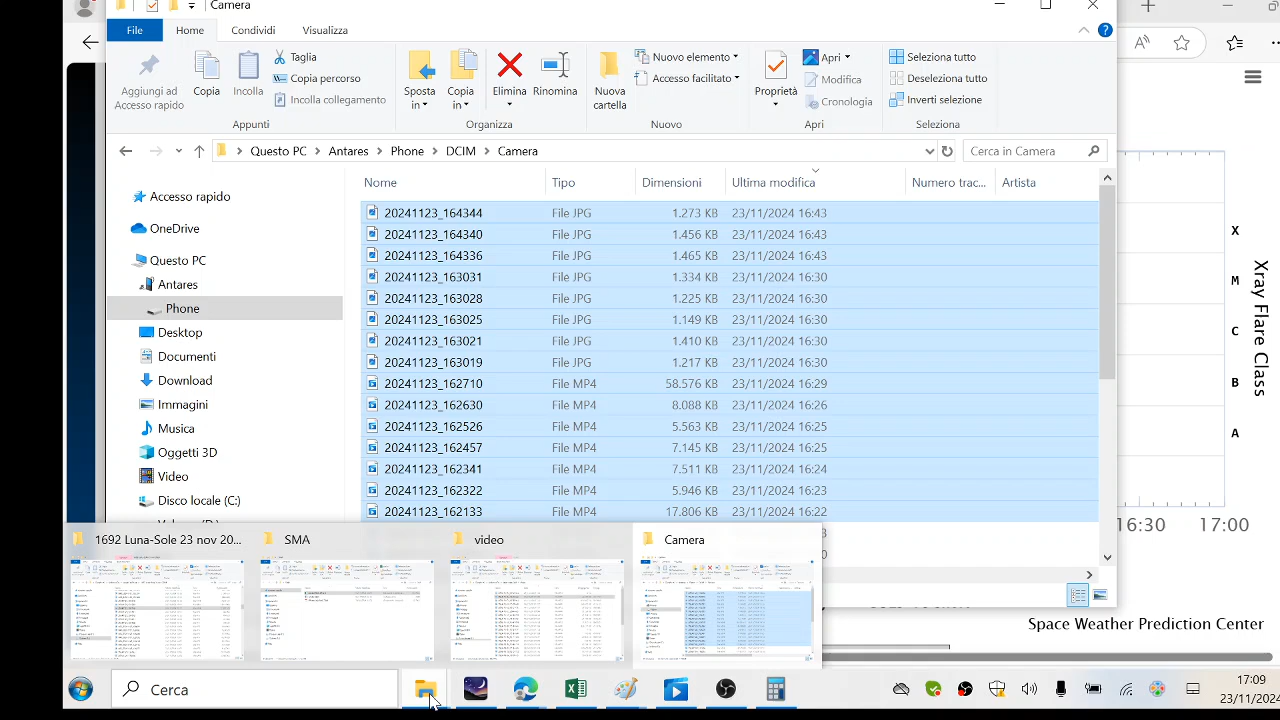 Camera
File Home Condividi Visualizza
Aggiungi ad
Accesso rapido
Copia
Incolla
Taglia
Copia percorso
Incolla collegamento
Appunti
Sposta
in
Copia
in
Elimina
Rinomina
Organizza
Nuova
cartella
Nuovo elemento
Accesso facilitato
Nuovo
Proprietà
Apri
Modifica
Cronologia
Apri
Seleziona tutto
Deseleziona tutto
Inverti selezione
Seleziona
Questo PC > Antares > Phone > DCIM > Camera
Cerca in Camera
Nome Tipo Dimensioni Ultima modifica Numero trac... Artista
Accesso rapido
OneDrive
Questo PC
Antares
Phone
Desktop
Documenti
Download
Immagini
Musica
Oggetti 3D
Video
Disco locale (C:)
20241123_164344 File JPG 1.273 KB 23/11/2024 16:43
20241123_164340 File JPG 1.456 KB 23/11/2024 16:43
20241123_164336 File JPG 1.465 KB 23/11/2024 16:43
20241123_163031 File JPG 1.334 KB 23/11/2024 16:30
20241123_163028 File JPG 1.225 KB 23/11/2024 16:30
20241123_163025 File JPG 1.149 KB 23/11/2024 16:30
20241123_163021 File JPG 1.410 KB 23/11/2024 16:30
20241123_163019 File JPG 1.217 KB 23/11/2024 16:30
20241123_162710 File MP4 58.576 KB 23/11/2024 16:29
20241123_162630 File MP4 8.088 KB 23/11/2024 16:26
20241123_162526 File MP4 5.563 KB 23/11/2024 16:25
20241123_162457 File MP4 7.145 KB 23/11/2024 16:25
20241123_162341 File MP4 7.511 KB 23/11/2024 16:24
20241123_162322 File MP4 5.946 KB 23/11/2024 16:23
20241123_162133 File MP4 17.806 KB 23/11/2024 16:22
X
M
C
B
A
Xray Flare Class
16:30 17:00
Space Weather Prediction Center
1692 Luna-Sole 23 nov 20... SMA video Camera
Cerca
17:09
23/11/2024